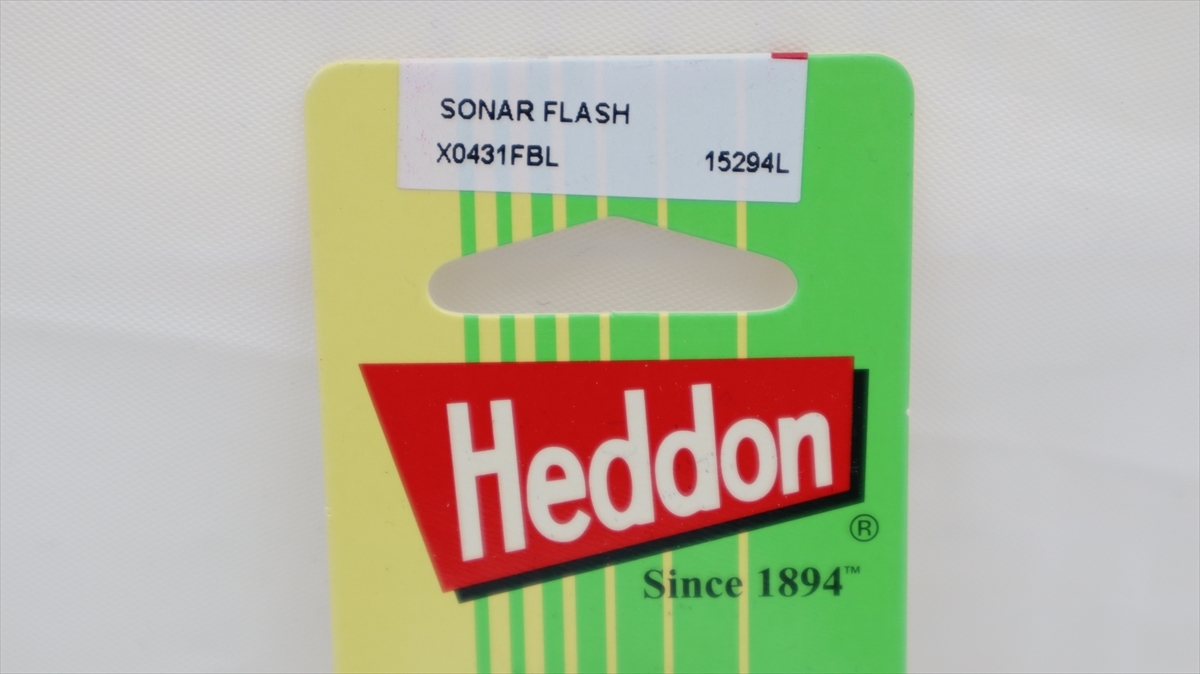 SONAR FLASH
X0431FBL 15294L
Heddon
®
Since 1894™